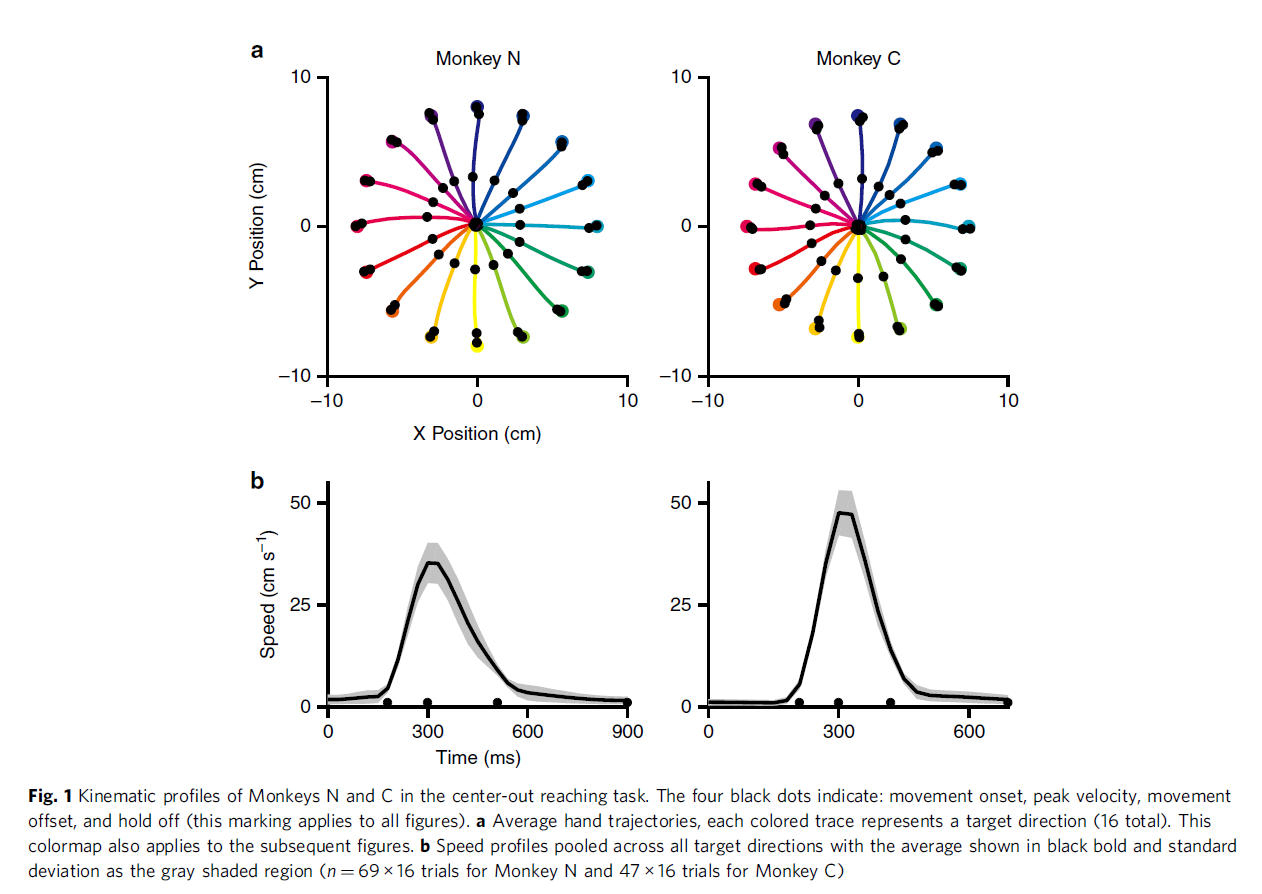 a
Monkey N
Monkey C
10
0
−10
−10
0
10
Y Position (cm)
X Position (cm)
10
0
−10
−10
0
10
b
50
25
0
0
300
600
900
Speed (cm s−1)
Time (ms)
50
25
0
0
300
600
Fig. 1 Kinematic profiles of Monkeys N and C in the center-out reaching task. The four black dots indicate: movement onset, peak velocity, movement
offset, and hold off (this marking applies to all figures). a Average hand trajectories, each colored trace represents a target direction (16 total). This
colormap also applies to the subsequent figures. b Speed profiles pooled across all target directions with the average shown in black bold and standard
deviation as the gray shaded region (n = 69 × 16 trials for Monkey N and 47 × 16 trials for Monkey C)